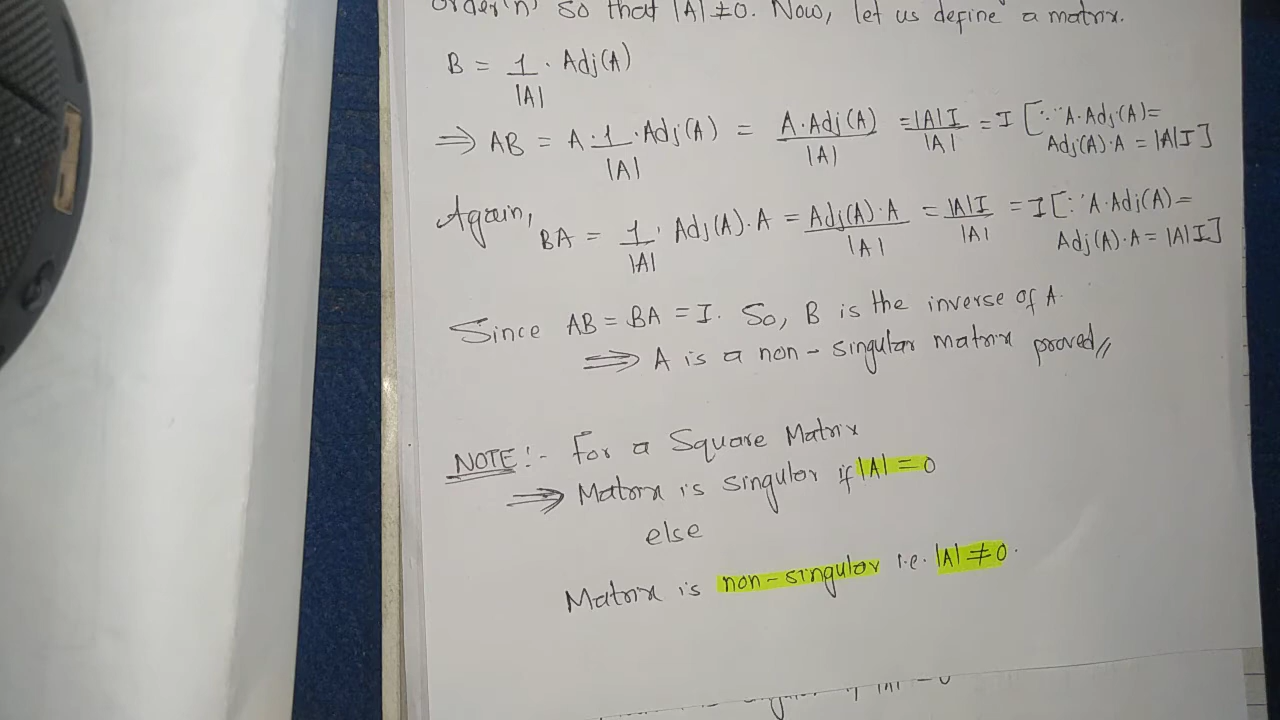 order 'n' so that |A| ≠ 0. Now, let us define a matrix.
B = 1/|A| · Adj(A)
⇒ AB = A · 1/|A| · Adj(A) = A·Adj(A)/|A| = |A|I/|A| = I [∵ A·Adj(A) =
Adj(A)·A = |A|I]
Again,
BA = 1/|A| · Adj(A)·A = Adj(A)·A/|A| = |A|I/|A| = I [∵ A·Adj(A) =
Adj(A)·A = |A|I]
Since AB = BA = I. So, B is the inverse of A.
⇒ A is a non-singular matrix proved//
NOTE:- For a Square Matrix
⇒ Matrix is singular if |A| = 0
else
Matrix is non-singular i.e. |A| ≠ 0.